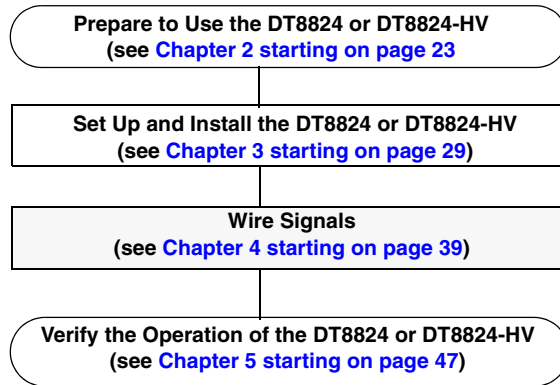 Prepare to Use the DT8824 or DT8824-HV
(see Chapter 2 starting on page 23
Set Up and Install the DT8824 or DT8824-HV
(see Chapter 3 starting on page 29)
Wire Signals
(see Chapter 4 starting on page 39)
Verify the Operation of the DT8824 or DT8824-HV
(see Chapter 5 starting on page 47)